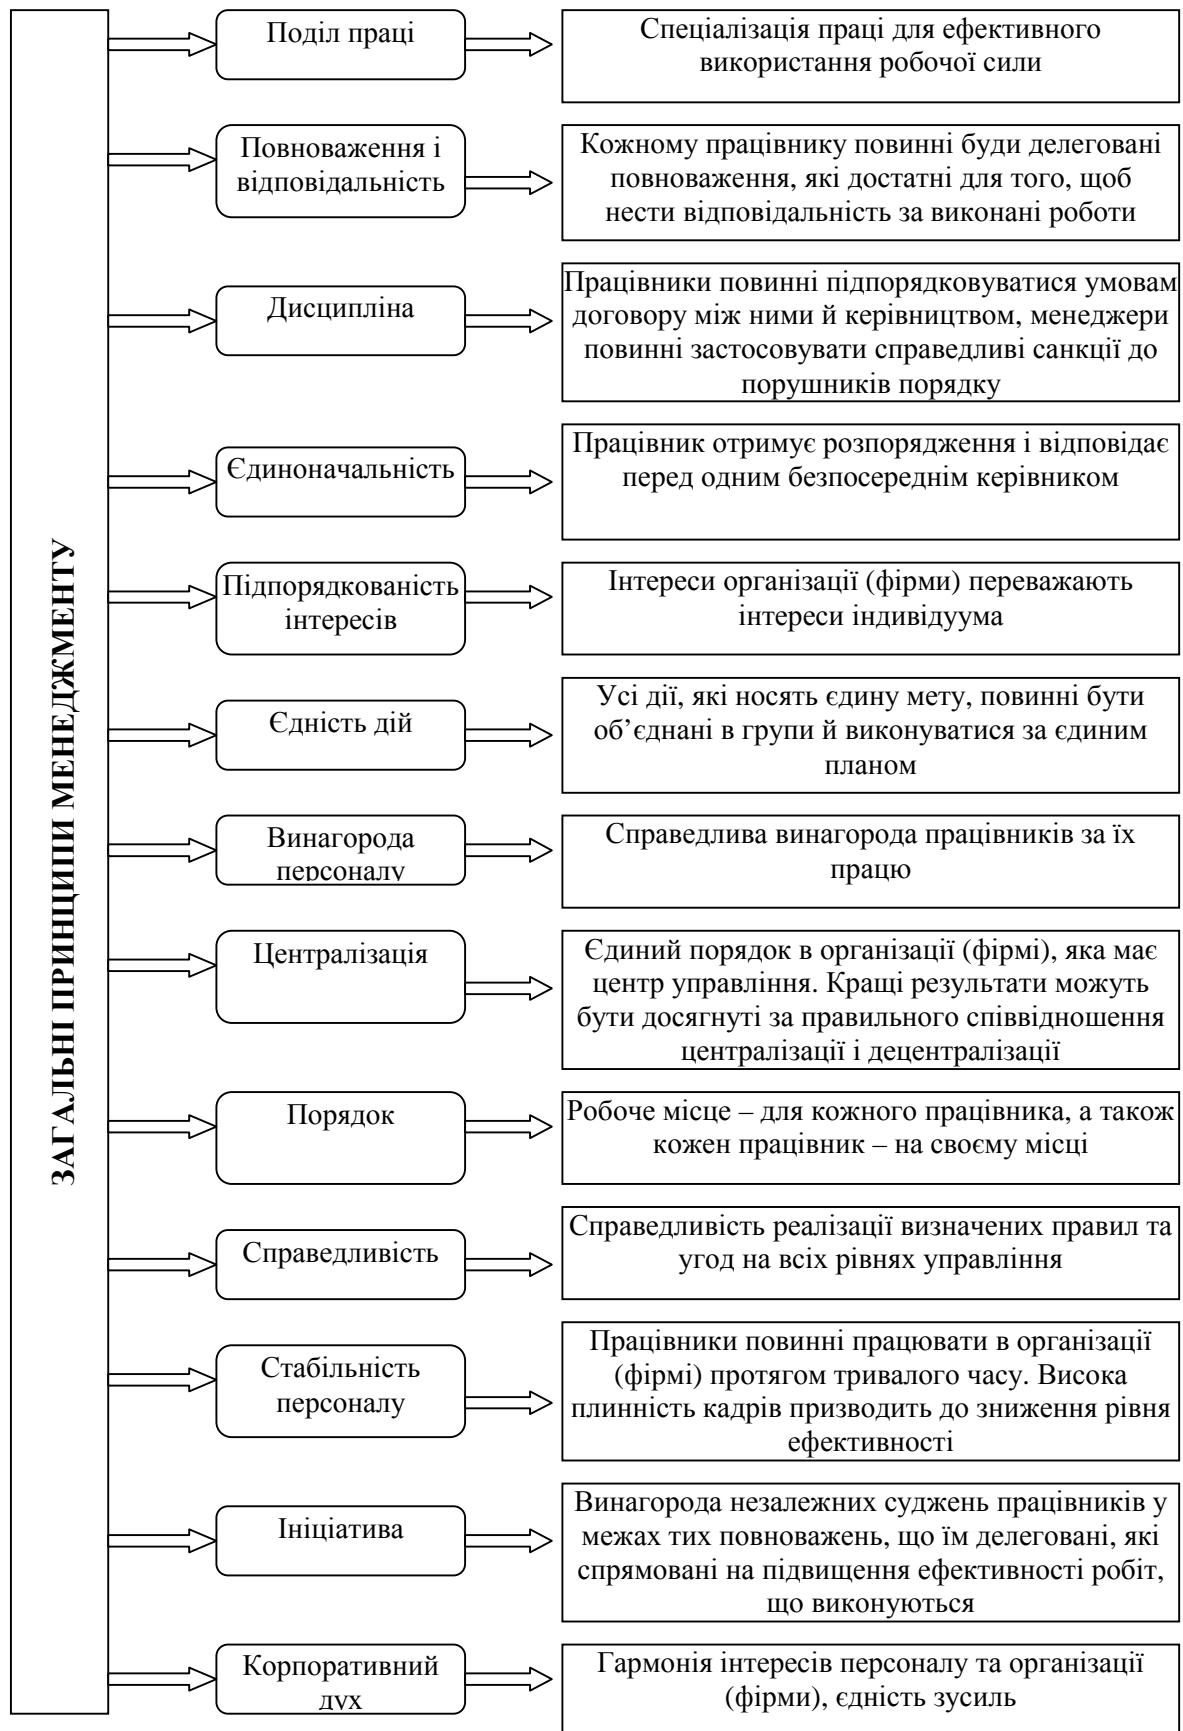 ЗАГАЛЬНІ ПРИНЦИПИ МЕНЕДЖМЕНТУ
Поділ праці
Спеціалізація праці для ефективного
використання робочої сили
Повноваження і
відповідальність
Кожному працівнику повинні буди делеговані
повноваження, які достатні для того, щоб
нести відповідальність за виконані роботи
Дисципліна
Працівники повинні підпорядковуватися умовам
договору між ними й керівництвом, менеджери
повинні застосовувати справедливі санкції до
порушників порядку
Єдиноначальність
Працівник отримує розпорядження і відповідає
перед одним безпосереднім керівником
Підпорядкованість
інтересів
Інтереси організації (фірми) переважають
інтереси індивідуума
Єдність дій
Усі дії, які носять єдину мету, повинні бути
об’єднані в групи й виконуватися за єдиним
планом
Винагорода
персоналу
Справедлива винагорода працівників за їх
працю
Централізація
Єдиний порядок в організації (фірмі), яка має
центр управління. Кращі результати можуть
бути досягнуті за правильного співвідношення
централізації і децентралізації
Порядок
Робоче місце – для кожного працівника, а також
кожен працівник – на своєму місці
Справедливість
Справедливість реалізації визначених правил та
угод на всіх рівнях управління
Стабільність
персоналу
Працівники повинні працювати в організації
(фірмі) протягом тривалого часу. Висока
плинність кадрів призводить до зниження рівня
ефективності
Ініціатива
Винагорода незалежних суджень працівників у
межах тих повноважень, що їм делеговані, які
спрямовані на підвищення ефективності робіт,
що виконуються
Корпоративний
дух
Гармонія інтересів персоналу та організації
(фірми), єдність зусиль